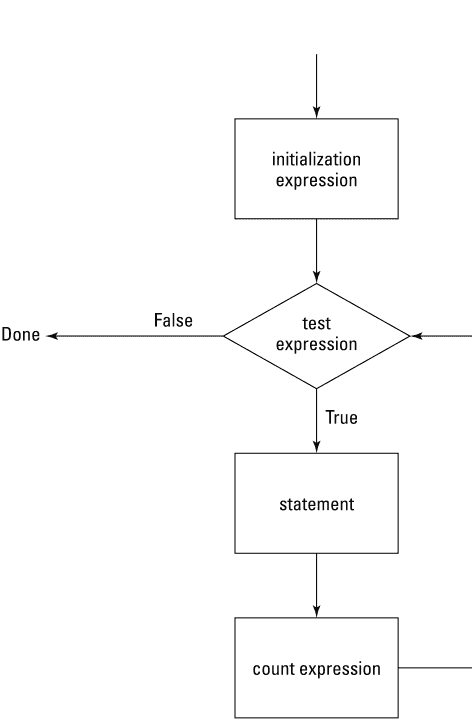 initialization
expression
Done
False
test
expression
True
statement
count expression